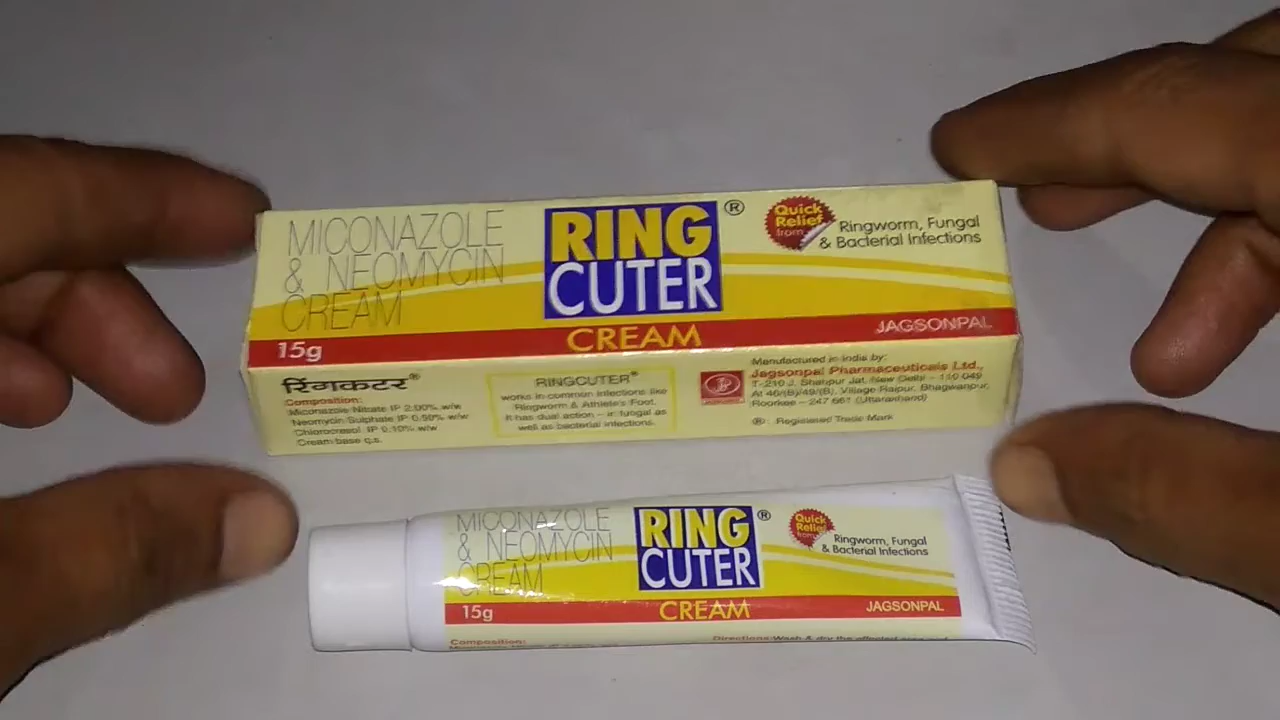 MICONAZOLE
& NEOMYCIN
CREAM
15g
RING
CUTER
®
CREAM
Quick
Relief
from
Ringworm, Fungal
& Bacterial Infections
JAGSONPAL
रिंगकटर®
Composition:
Miconazole Nitrate IP 2.00% w/w
Neomycin Sulphate IP 0.50% w/w
Chlorocresol IP 0.10% w/w
Cream base q.s.
RINGCUTER®
works in common infections like
Ringworm & Athlete's Foot.
It has dual action – in fungal as
well as bacterial infections.
Manufactured in India by:
Jagsonpal Pharmaceuticals Ltd.,
T-210 J, Shahpur Jat, New Delhi – 110 049
At 46/(B)/49/(B), Village Raipur, Bhagwanpur,
Roorkee – 247 661 (Uttarakhand)
® : Registered Trade Mark
MICONAZOLE
& NEOMYCIN
CREAM
15g
RING
CUTER
®
CREAM
Quick
Relief
from
Ringworm, Fungal
& Bacterial Infections
JAGSONPAL
Composition:
Directions: Wash & dry the affected area and